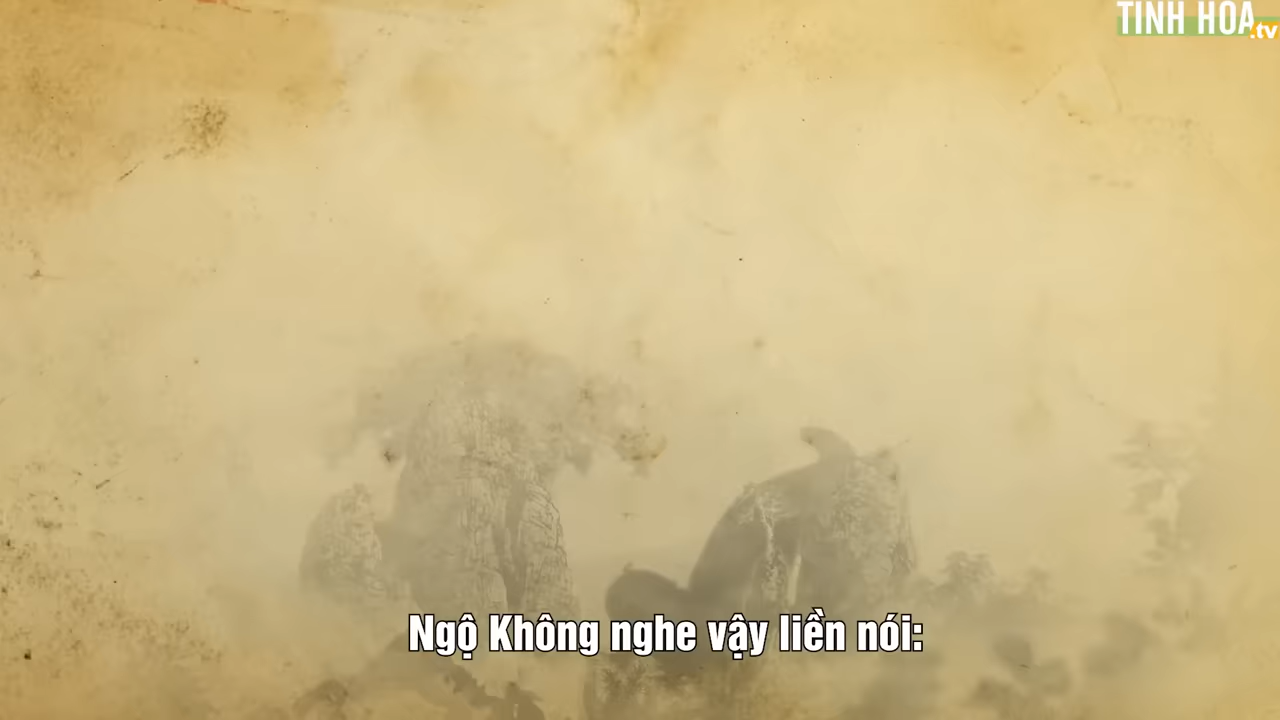 TINH HOA
.tv
Ngộ Không nghe vậy liền nói: